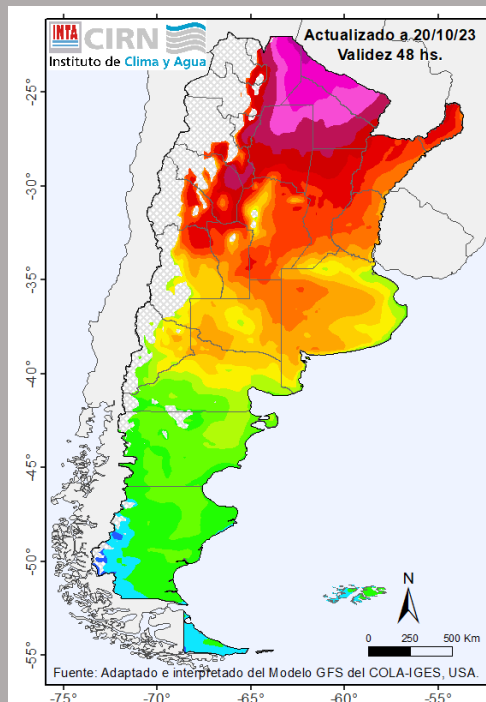 INTA CIRN
Instituto de Clima y Agua
Actualizado a 20/10/23
Validez 48 hs.
-25°
-30°
-35°
-40°
-45°
-50°
-55°
N
0 250 500 Km
Fuente: Adaptado e interpretado del Modelo GFS del COLA-IGES, USA.
-75° -70° -65° -60° -55°